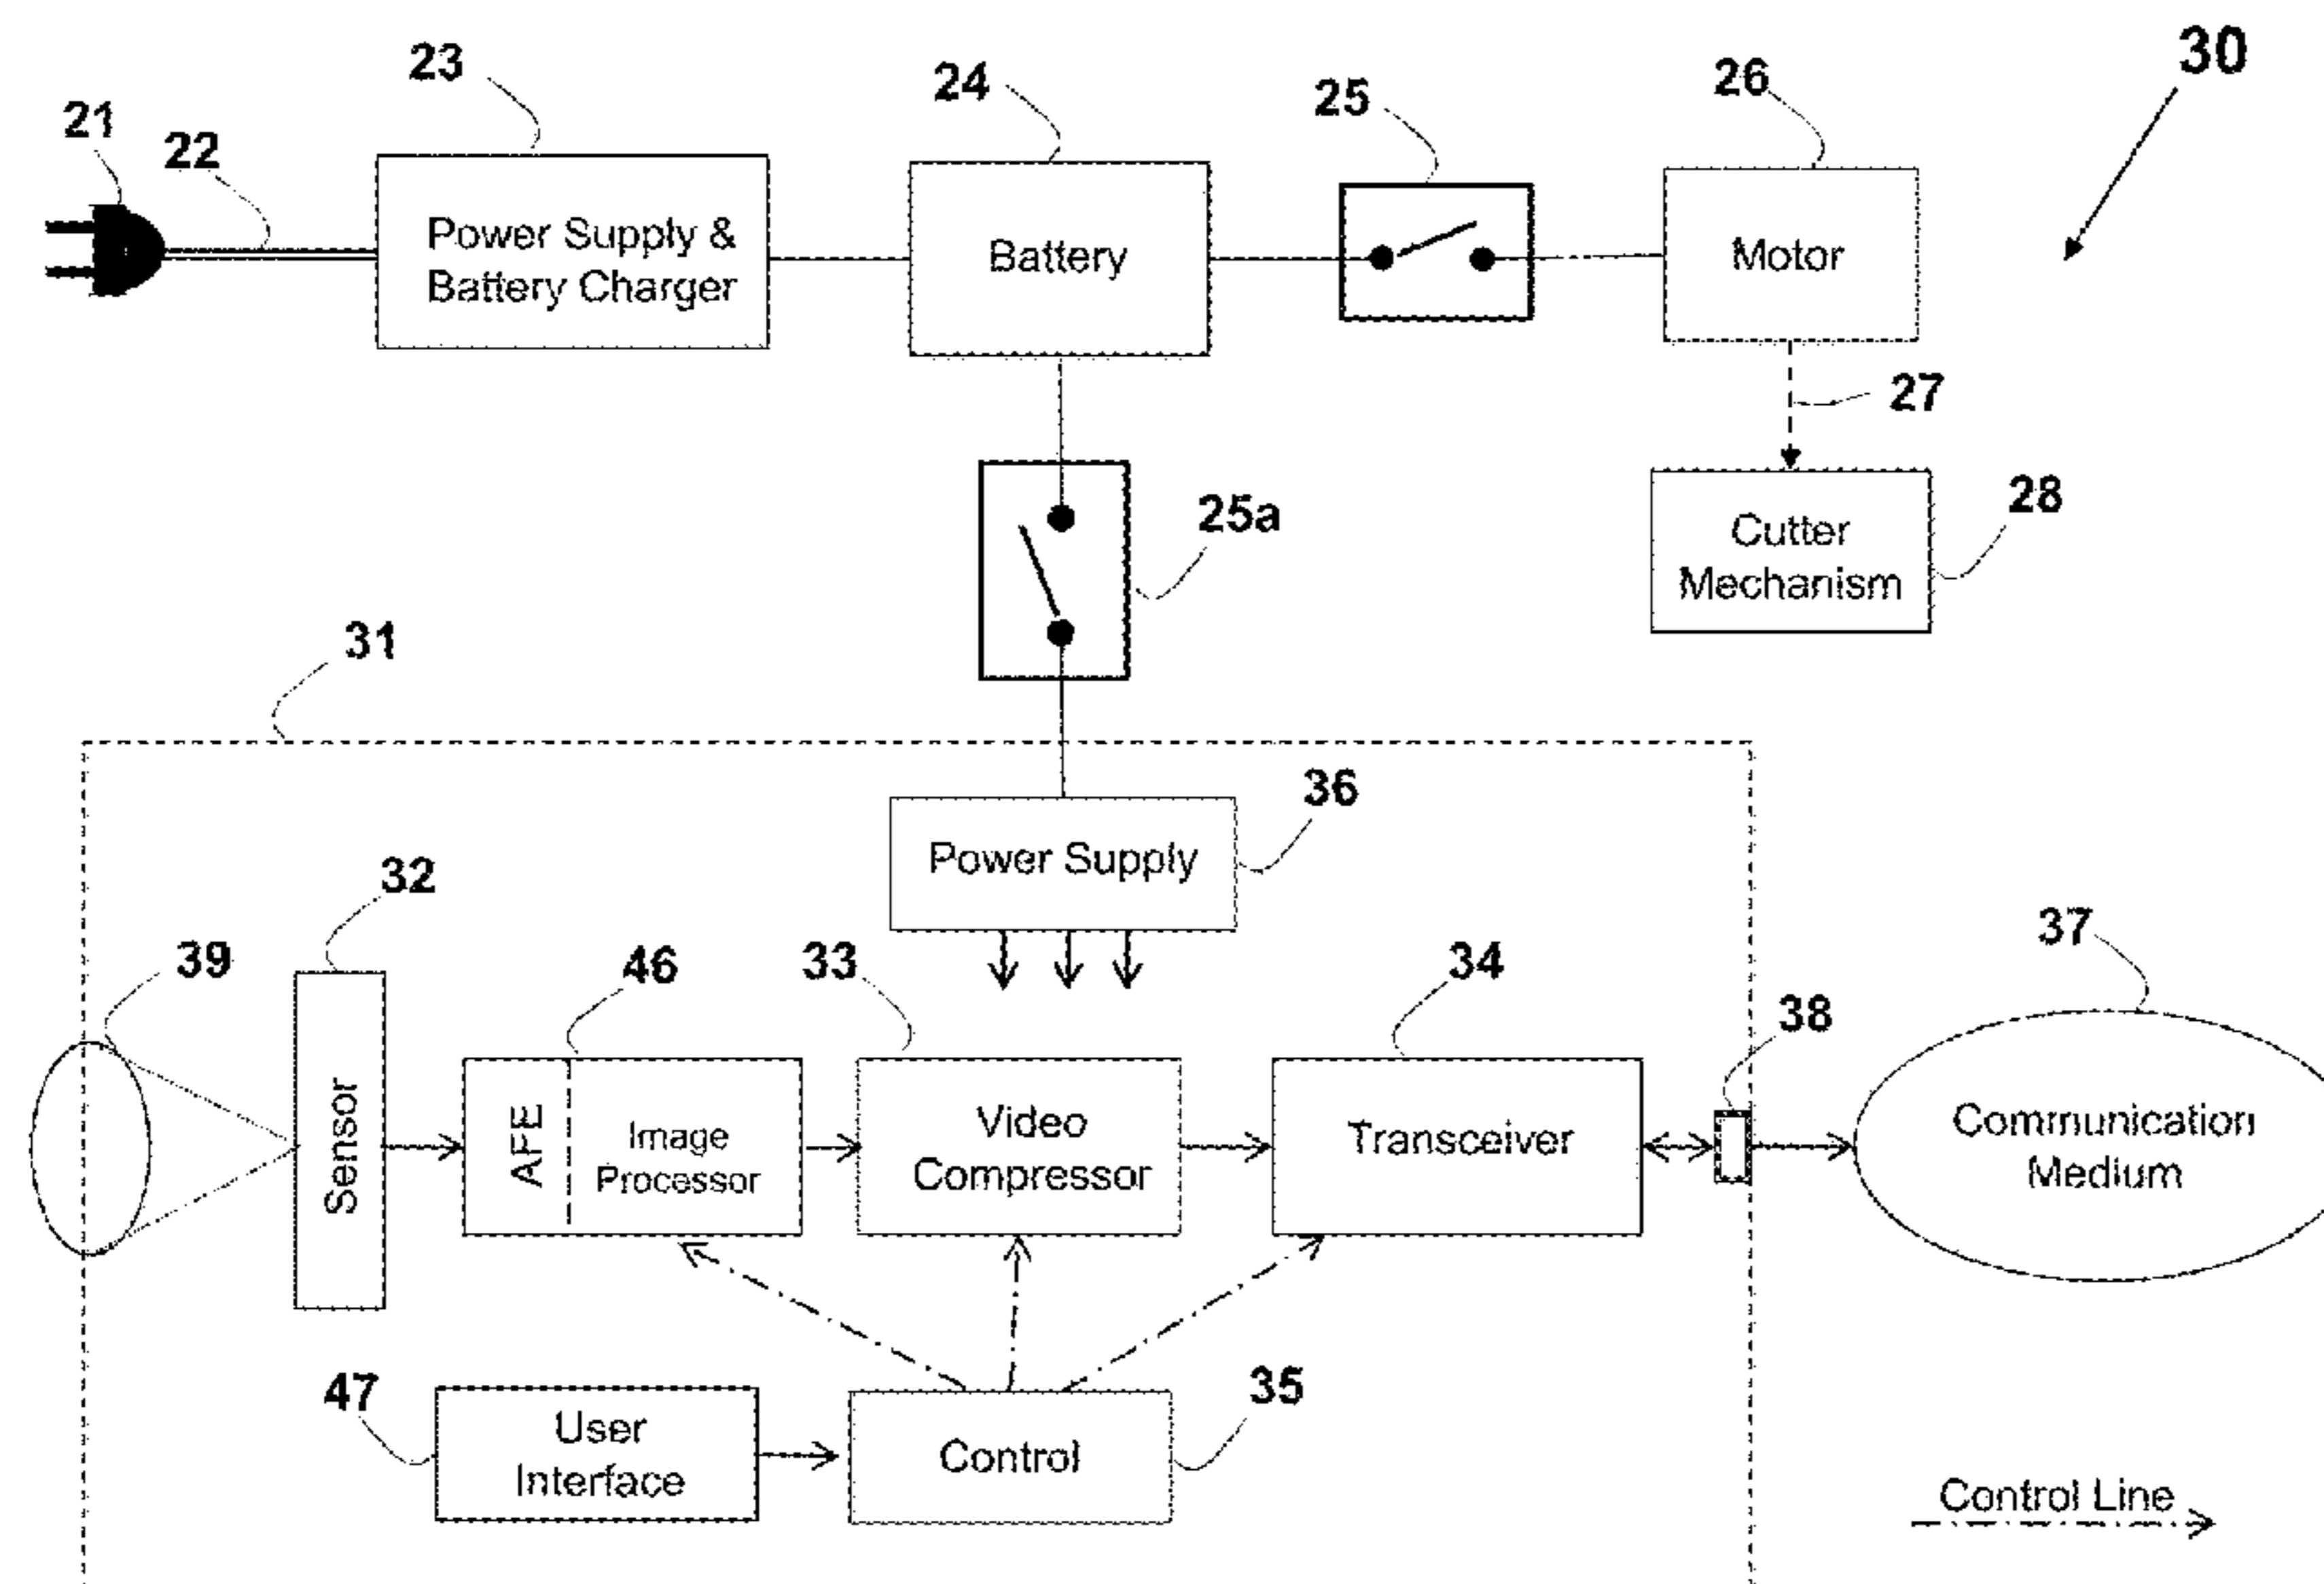 30
23
24
26
25
21
22
Power Supply &
Battery Charger
Battery
Motor
27
28
25a
Cutter
Mechanism
31
36
Power Supply
32
37
39
46
33
34
38
Sensor
AFE
Image
Processor
Video
Compressor
Transceiver
Communication
Medium
47
35
User
Interface
Control
Control Line